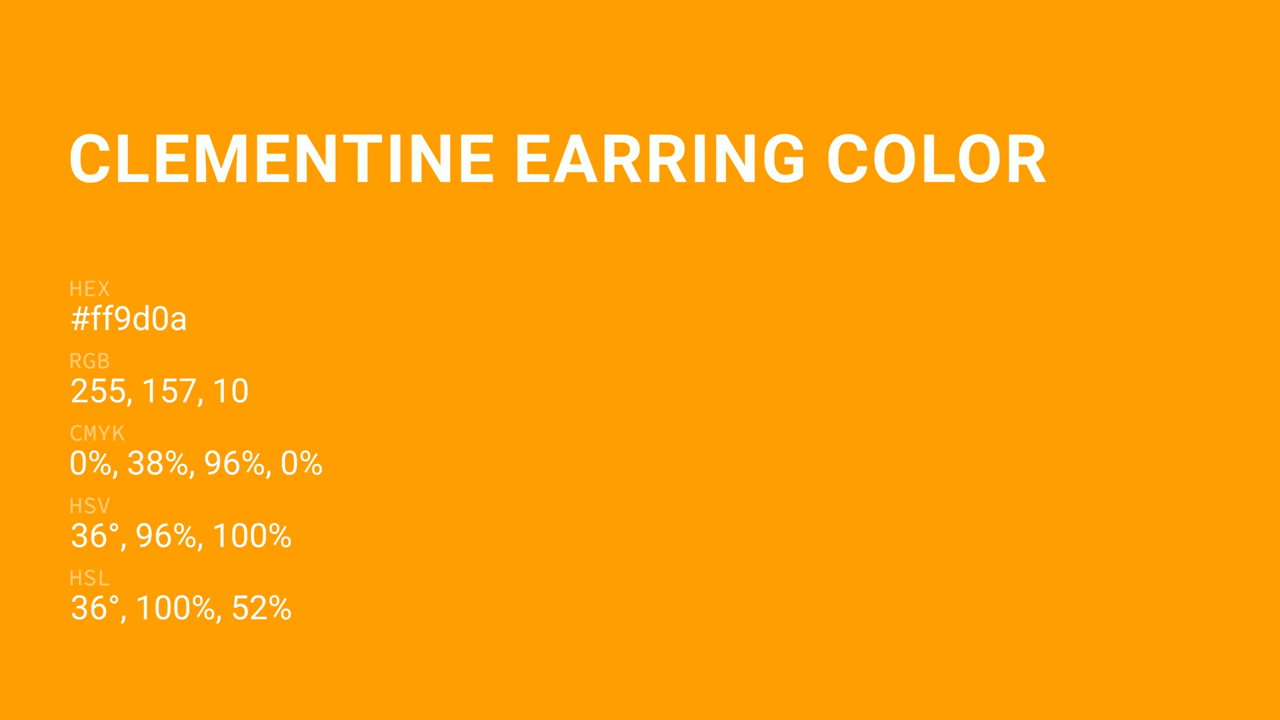 CLEMENTINE EARRING COLOR
HEX
#ff9d0a
RGB
255, 157, 10
CMYK
0%, 38%, 96%, 0%
HSV
36°, 96%, 100%
HSL
36°, 100%, 52%